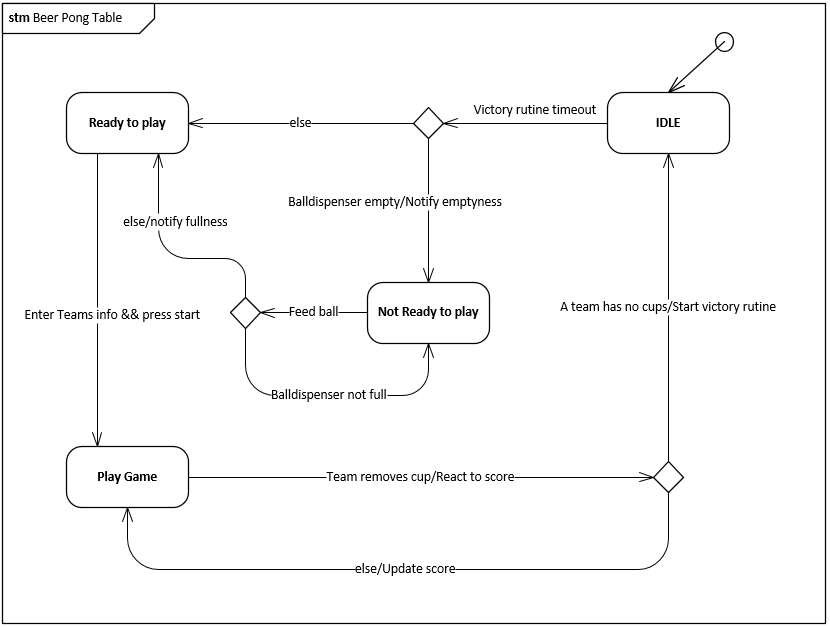 stm Beer Pong Table
Victory rutine timeout
Ready to play
else
IDLE
Balldispenser empty/Notify emptyness
else/notify fullness
A team has no cups/Start victory rutine
Enter Teams info && press start
Feed ball
Not Ready to play
Balldispenser not full
Play Game
Team removes cup/React to score
else/Update score